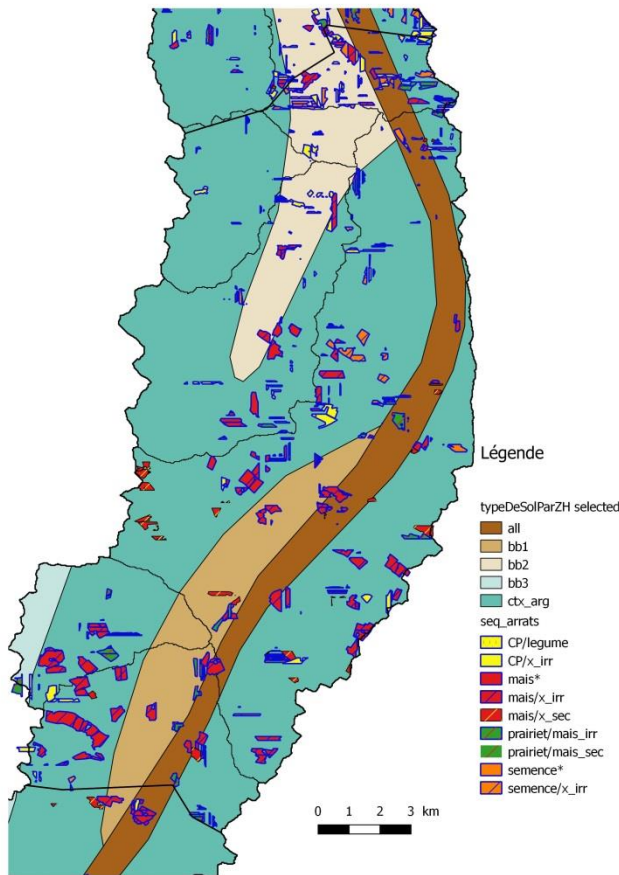 Légende
typeDeSolParZH selected
all
bb1
bb2
bb3
ctx_arg
seq_arrats
CP/legume
CP/x_irr
mais*
mais/x_irr
mais/x_sec
prairiet/mais_irr
prairiet/mais_sec
semence*
semence/x_irr
0 1 2 3 km